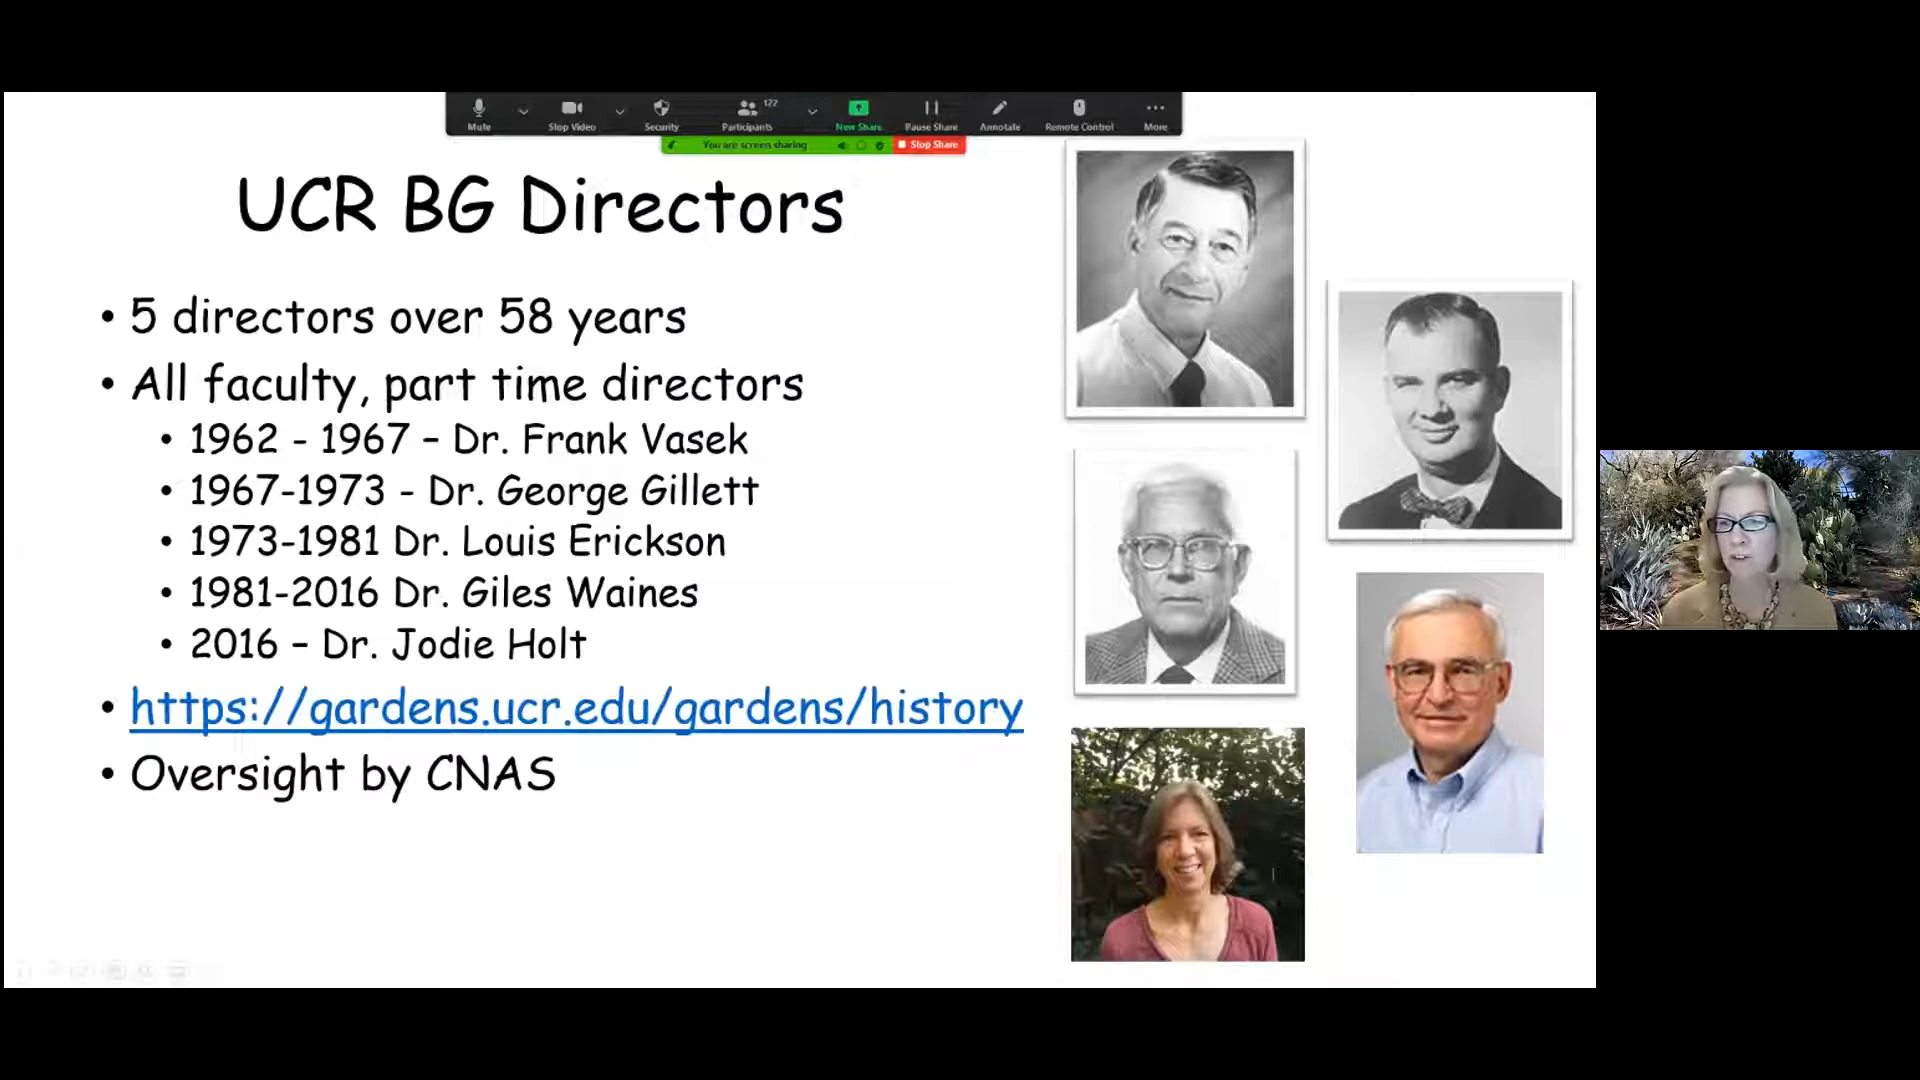 Mute
Stop Video
Security
Participants
122
New Share
Pause Share
Annotate
Remote Control
More
You are screen sharing
Stop Share
UCR BG Directors
• 5 directors over 58 years
• All faculty, part time directors
• 1962 - 1967 – Dr. Frank Vasek
• 1967-1973 - Dr. George Gillett
• 1973-1981 Dr. Louis Erickson
• 1981-2016 Dr. Giles Waines
• 2016 – Dr. Jodie Holt
• https://gardens.ucr.edu/gardens/history
• Oversight by CNAS